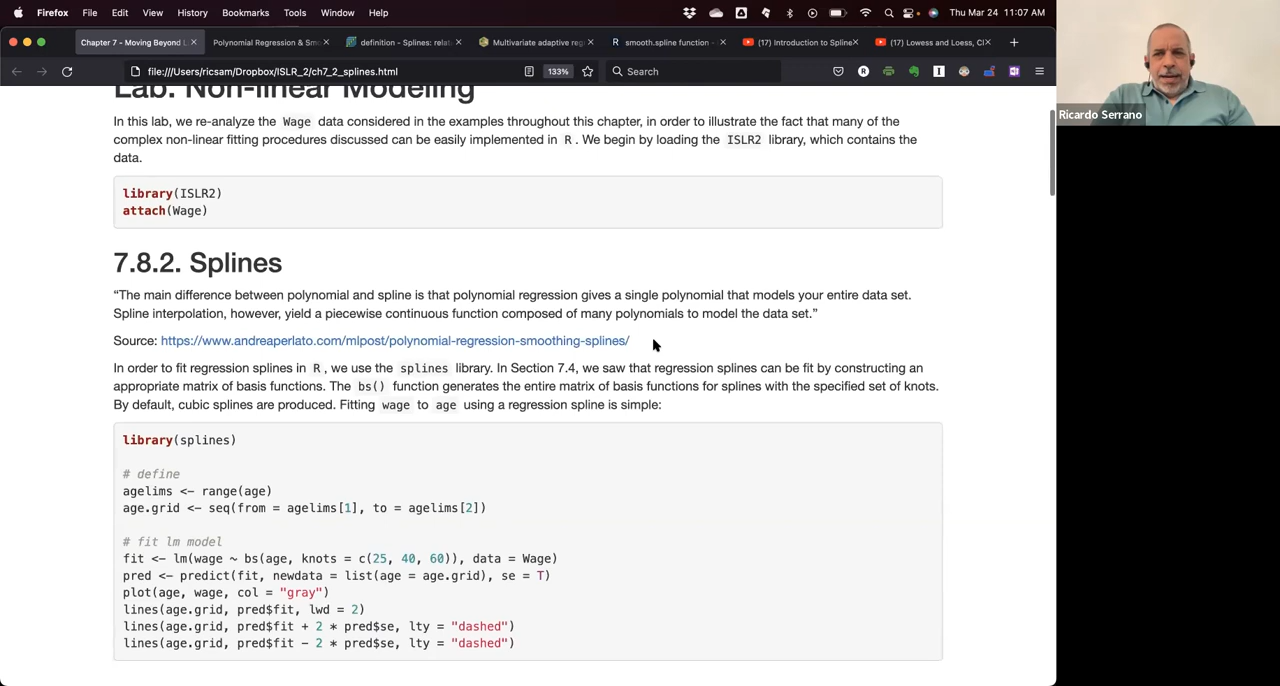 Firefox File Edit View History Bookmarks Tools Window Help Thu Mar 24 11:07 AM
Chapter 7 - Moving Beyond L Polynomial Regression & Smo definition - Splines: rela Multivariate adaptive reg smooth.spline function - (17) Introduction to Spline (17) Lowess and Loess, Cl
file:///Users/ricsam/Dropbox/ISLR_2/ch7_2_splines.html 133% Search
Ricardo Serrano
Lab: Non-linear Modeling
In this lab, we re-analyze the Wage data considered in the examples throughout this chapter, in order to illustrate the fact that many of the
complex non-linear fitting procedures discussed can be easily implemented in R. We begin by loading the ISLR2 library, which contains the
data.
library(ISLR2)
attach(Wage)
7.8.2. Splines
“The main difference between polynomial and spline is that polynomial regression gives a single polynomial that models your entire data set.
Spline interpolation, however, yield a piecewise continuous function composed of many polynomials to model the data set.”
Source: https://www.andreaperlato.com/mlpost/polynomial-regression-smoothing-splines/
In order to fit regression splines in R, we use the splines library. In Section 7.4, we saw that regression splines can be fit by constructing an
appropriate matrix of basis functions. The bs() function generates the entire matrix of basis functions for splines with the specified set of knots.
By default, cubic splines are produced. Fitting wage to age using a regression spline is simple:
library(splines)
# define
agelims <- range(age)
age.grid <- seq(from = agelims[1], to = agelims[2])
# fit lm model
fit <- lm(wage ~ bs(age, knots = c(25, 40, 60)), data = Wage)
pred <- predict(fit, newdata = list(age = age.grid), se = T)
plot(age, wage, col = "gray")
lines(age.grid, pred$fit, lwd = 2)
lines(age.grid, pred$fit + 2 * pred$se, lty = "dashed")
lines(age.grid, pred$fit - 2 * pred$se, lty = "dashed")